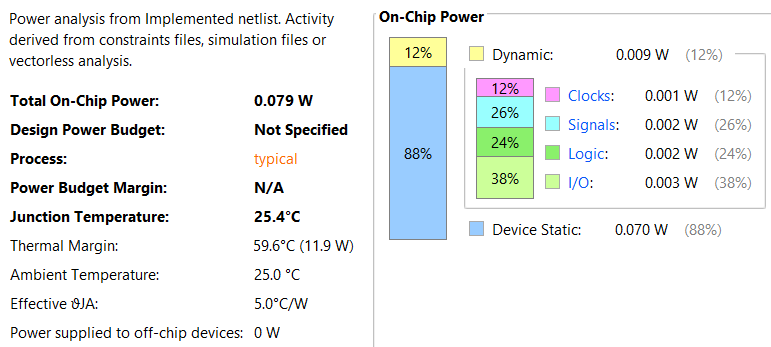 Power analysis from Implemented netlist. Activity
derived from constraints files, simulation files or
vectorless analysis.
Total On-Chip Power: 0.079 W
Design Power Budget: Not Specified
Process: typical
Power Budget Margin: N/A
Junction Temperature: 25.4°C
Thermal Margin: 59.6°C (11.9 W)
Ambient Temperature: 25.0 °C
Effective ϑJA: 5.0°C/W
Power supplied to off-chip devices: 0 W
On-Chip Power
12%
88%
Dynamic: 0.009 W (12%)
12%
26%
24%
38%
Clocks: 0.001 W (12%)
Signals: 0.002 W (26%)
Logic: 0.002 W (24%)
I/O: 0.003 W (38%)
Device Static: 0.070 W (88%)